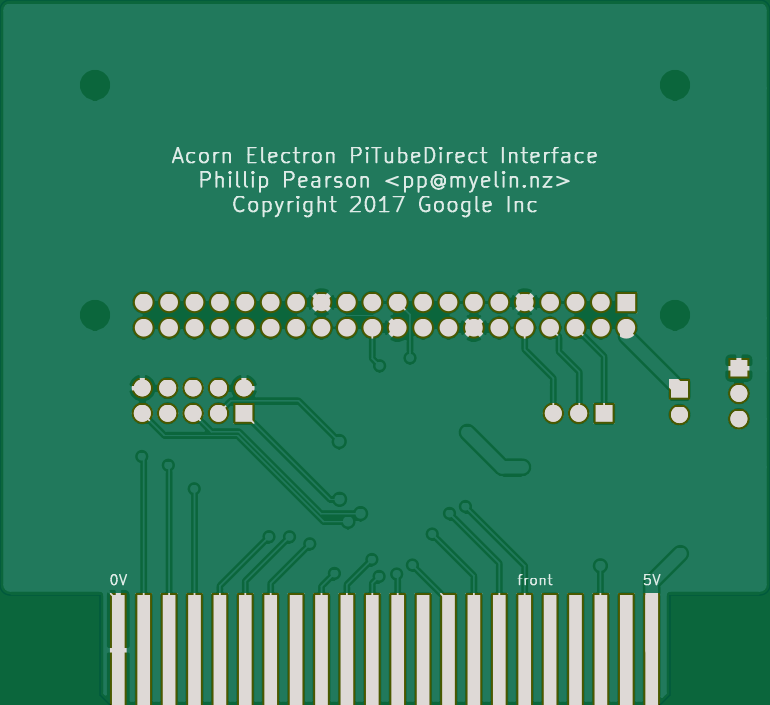 Acorn Electron PiTubeDirect Interface
Phillip Pearson <pp@myelin.nz>
Copyright 2017 Google Inc
0V front 5V